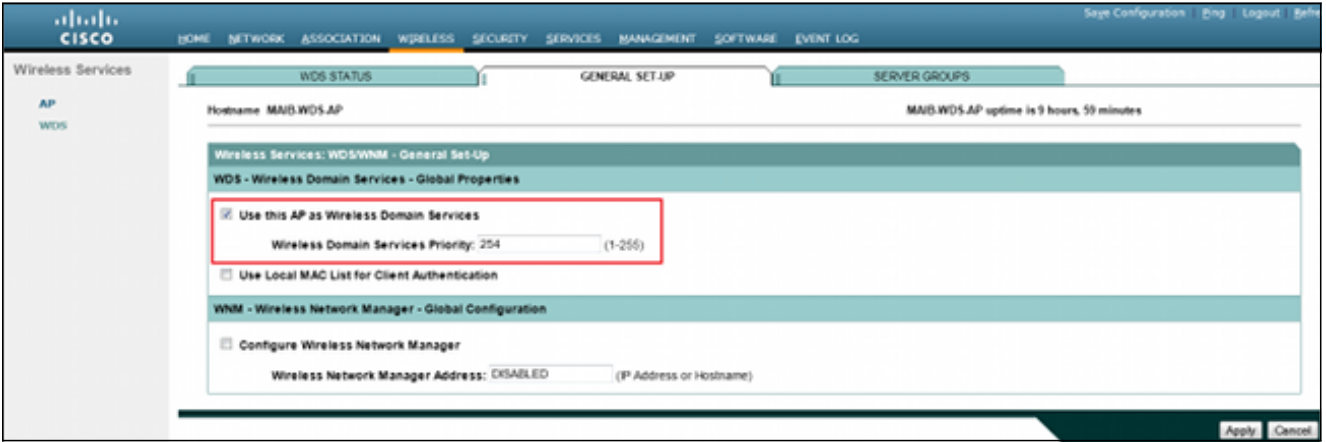 Save Configuration Ping Logout Refre
CISCO
HOME NETWORK ASSOCIATION WIRELESS SECURITY SERVICES MANAGEMENT SOFTWARE EVENT LOG
Wireless Services
AP
WDS
WDS STATUS GENERAL SET-UP SERVER GROUPS
Hostname MAIB-WDS-AP MAIB-WDS-AP uptime is 9 hours, 59 minutes
Wireless Services: WDS/WNM - General Set-Up
WDS - Wireless Domain Services - Global Properties
Use this AP as Wireless Domain Services
Wireless Domain Services Priority: 254 (1-255)
Use Local MAC List for Client Authentication
WNM - Wireless Network Manager - Global Configuration
Configure Wireless Network Manager
Wireless Network Manager Address: DISABLED (IP Address or Hostname)
Apply Cancel